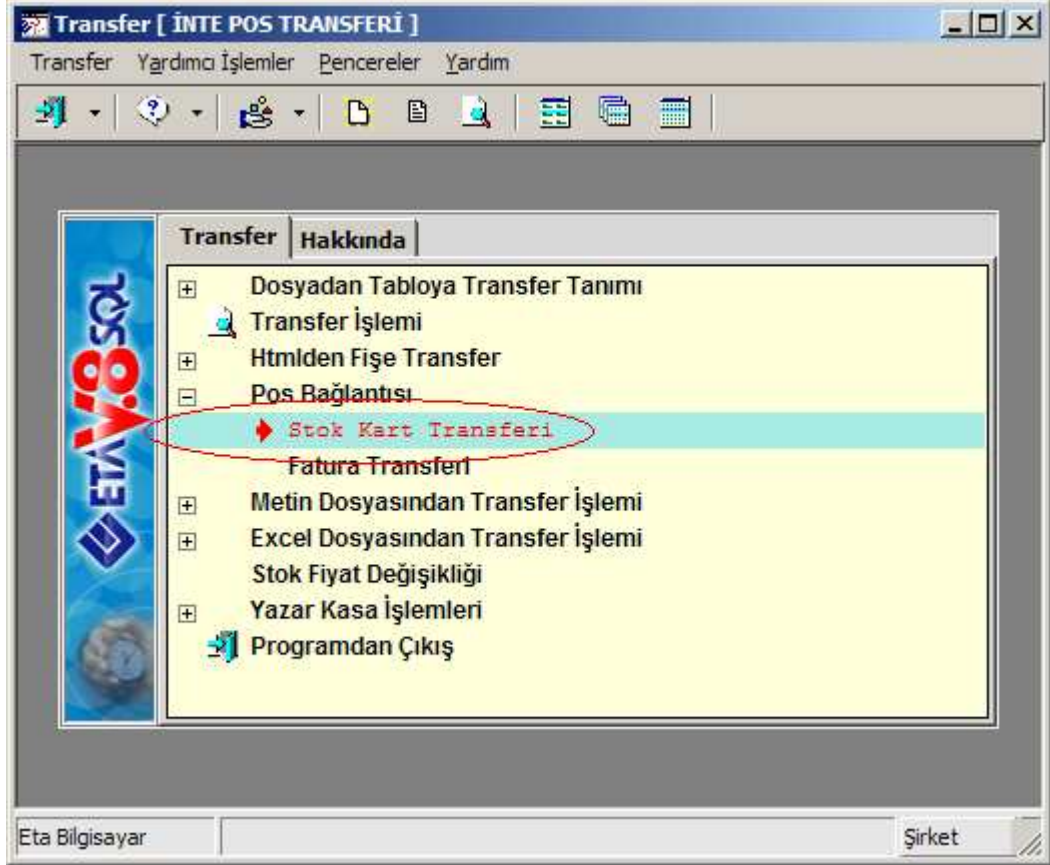 Transfer [ İNTE POS TRANSFERİ ]
Transfer Yardımcı İşlemler Pencereler Yardım
Transfer Hakkında
ETA V.8 SQL
Dosyadan Tabloya Transfer Tanımı
Transfer İşlemi
Htmlden Fişe Transfer
Pos Bağlantısı
Stok Kart Transferi
Fatura Transferi
Metin Dosyasından Transfer İşlemi
Excel Dosyasından Transfer İşlemi
Stok Fiyat Değişikliği
Yazar Kasa İşlemleri
Programdan Çıkış
Eta Bilgisayar Şirket